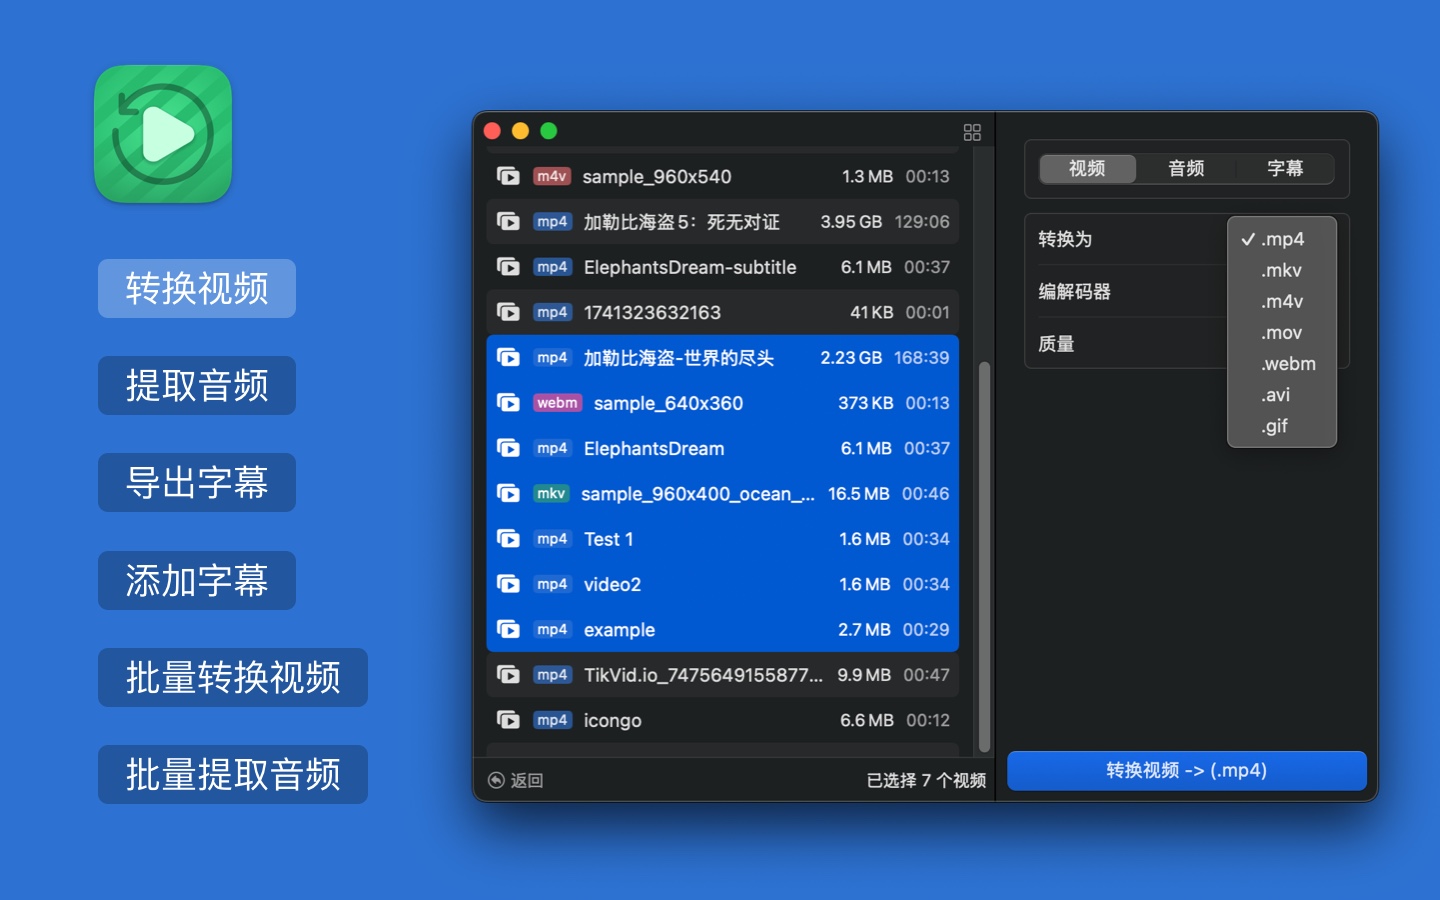 转换视频
提取音频
导出字幕
添加字幕
批量转换视频
批量提取音频
m4v sample_960x540 1.3 MB 00:13
mp4 加勒比海盗 5：死无对证 3.95 GB 129:06
mp4 ElephantsDream-subtitle 6.1 MB 00:37
mp4 1741323632163 41 KB 00:01
mp4 加勒比海盗-世界的尽头 2.23 GB 168:39
webm sample_640x360 373 KB 00:13
mp4 ElephantsDream 6.1 MB 00:37
mkv sample_960x400_ocean_... 16.5 MB 00:46
mp4 Test 1 1.6 MB 00:34
mp4 video2 1.6 MB 00:34
mp4 example 2.7 MB 00:29
mp4 TikVid.io_7475649155877... 9.9 MB 00:47
mp4 icongo 6.6 MB 00:12
返回 已选择 7 个视频
视频 音频 字幕
转换为
编解码器
质量
✓ .mp4
.mkv
.m4v
.mov
.webm
.avi
.gif
转换视频 -> (.mp4)